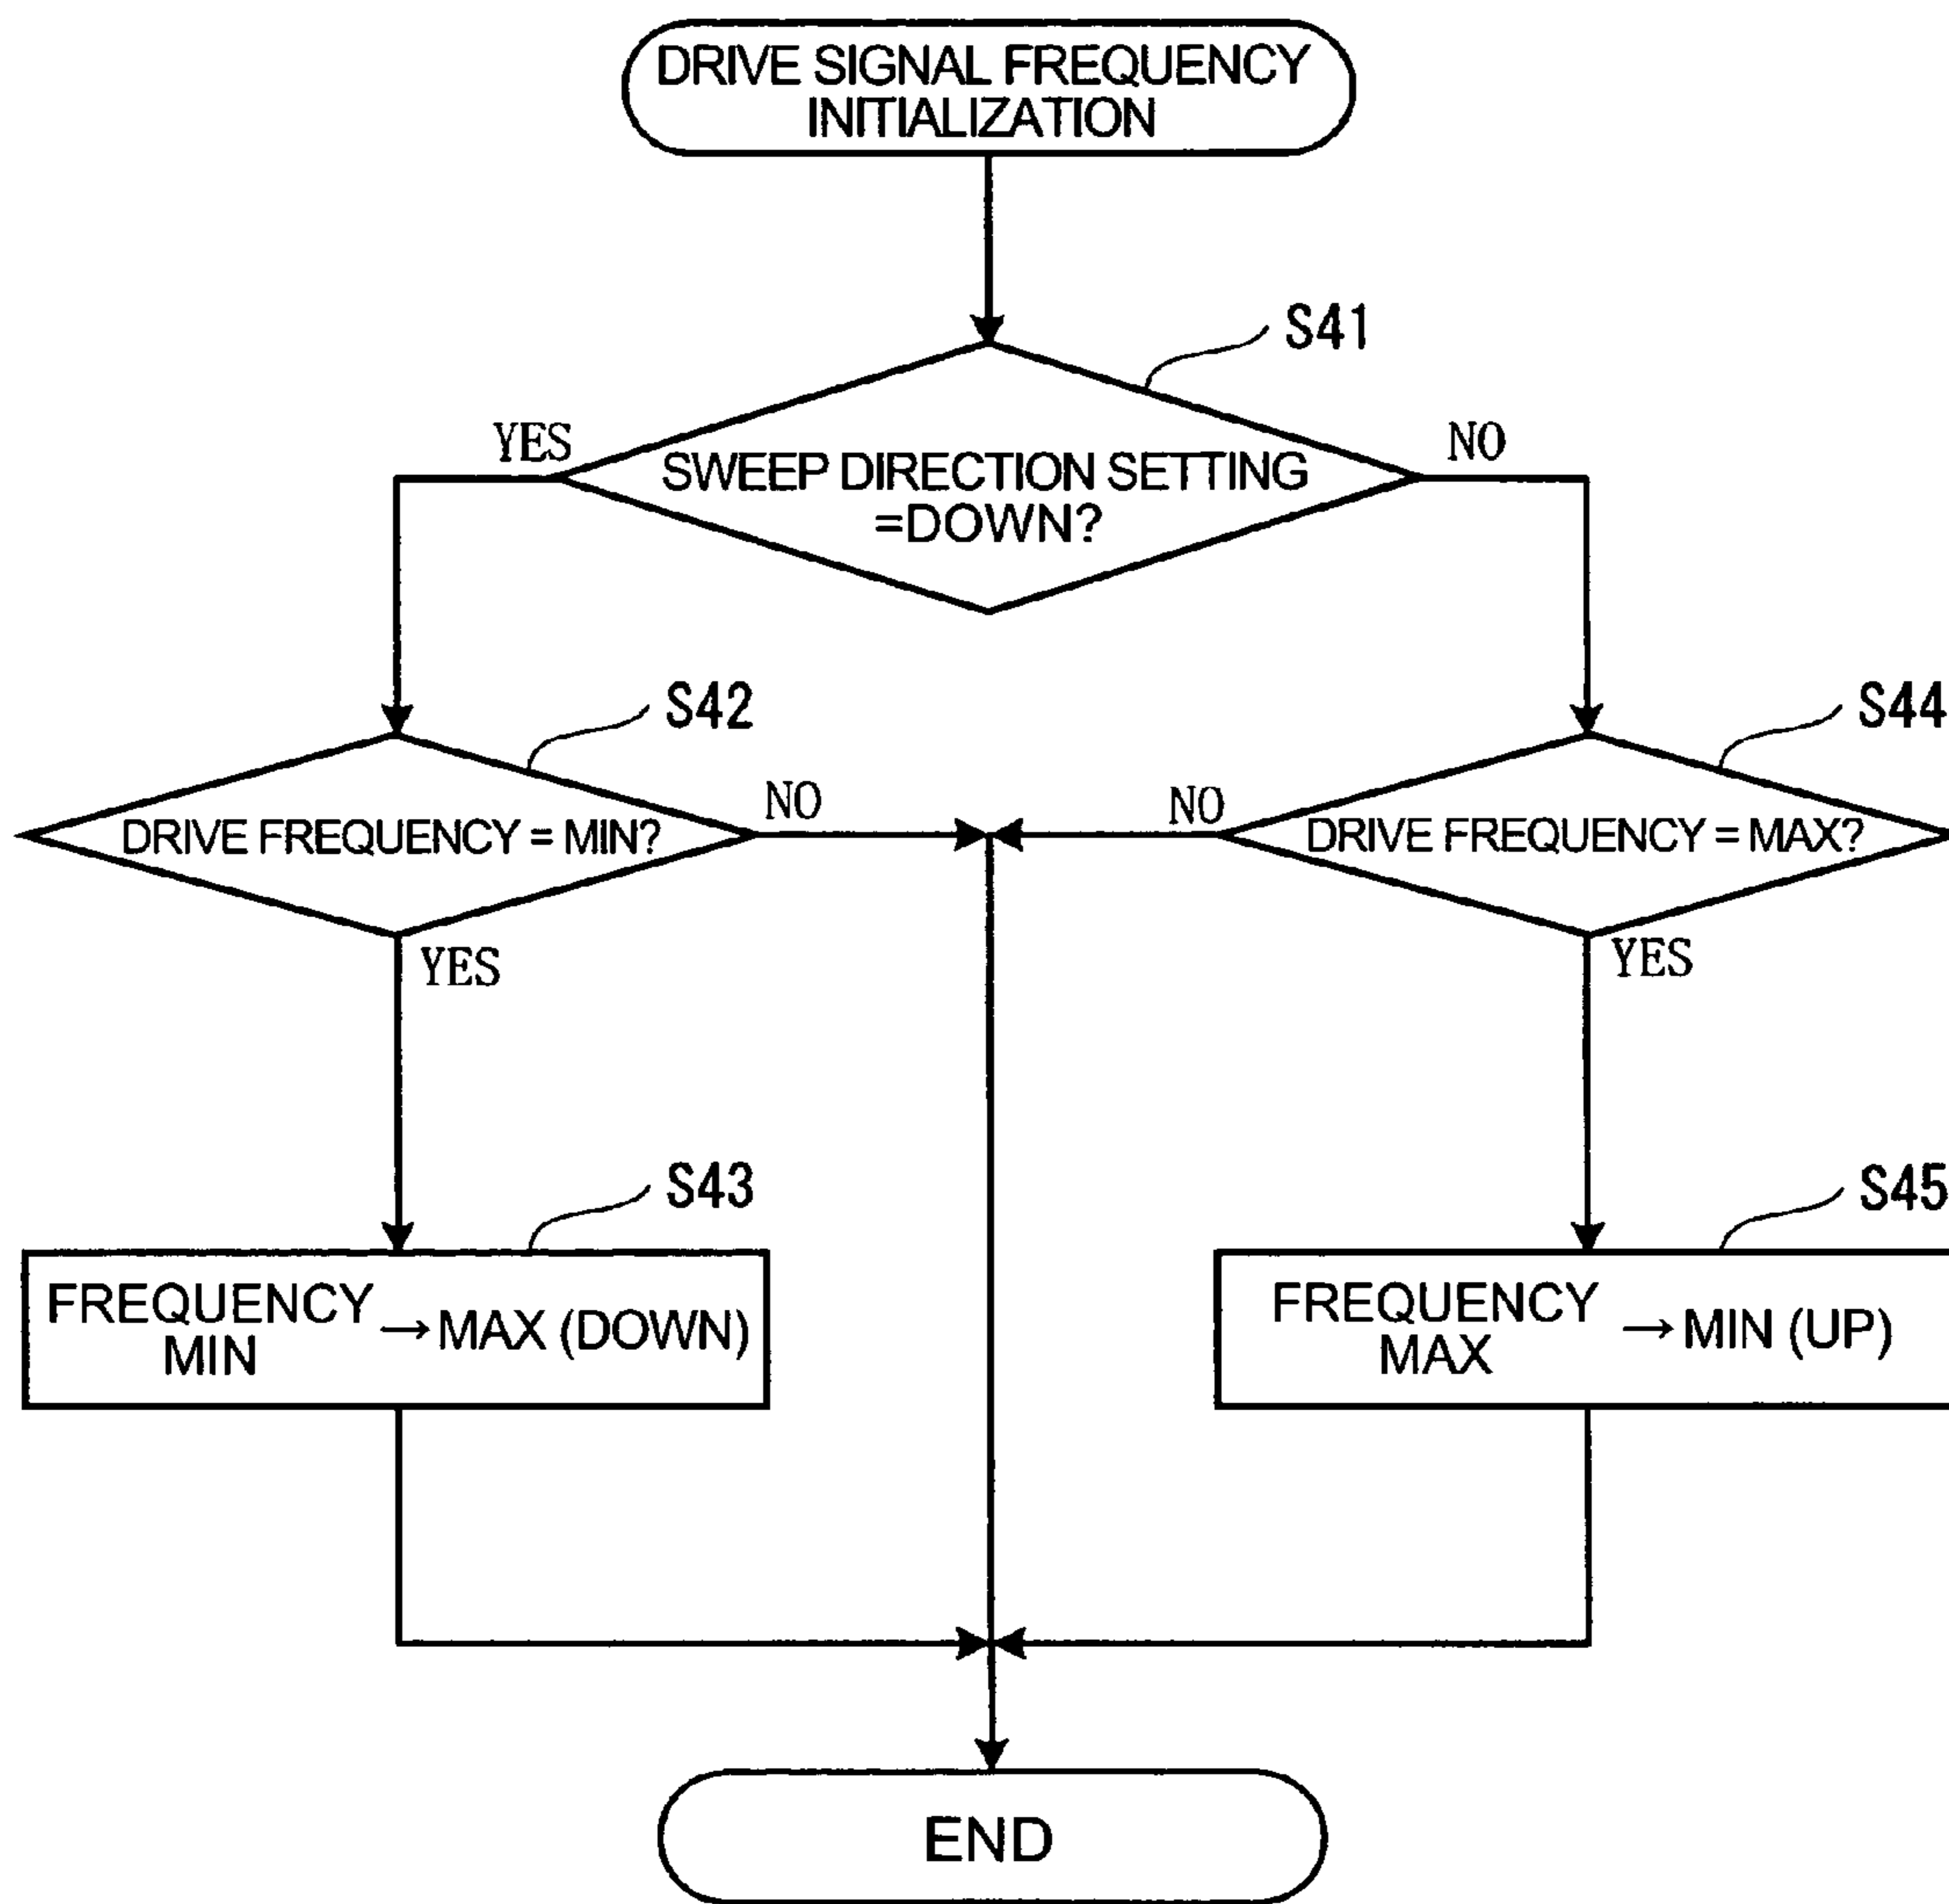 DRIVE SIGNAL FREQUENCY
INITIALIZATION
S41
YES
NO
SWEEP DIRECTION SETTING
=DOWN?
S42
S44
NO
NO
DRIVE FREQUENCY = MIN?
DRIVE FREQUENCY = MAX?
YES
YES
S43
S45
FREQUENCY
MIN
→MAX (DOWN)
FREQUENCY
MAX
→MIN (UP)
END